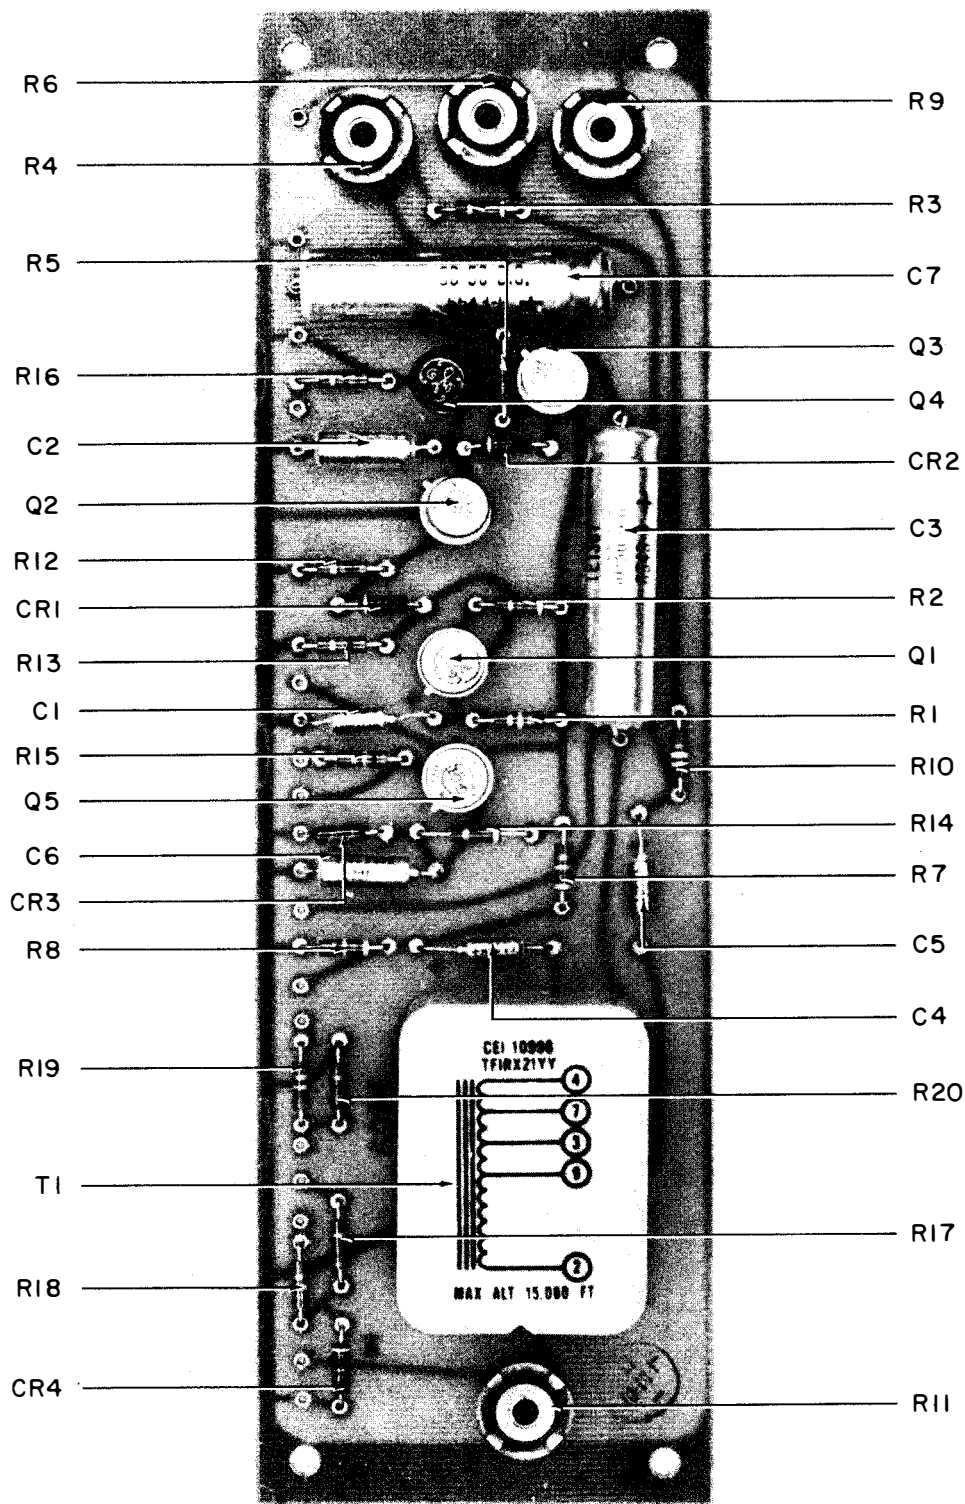 R6
R9
R4
R3
R5
C7
Q3
R16
Q4
C2
CR2
Q2
C3
R12
CR1
R2
R13
Q1
C1
R1
R15
R10
Q5
R14
C6
R7
CR3
R8
C5
C4
CEI 10996
TF1RX21YY
4
7
3
R19
R20
T1
R17
2
R18
MAX ALT 15,000 FT
CR4
R11